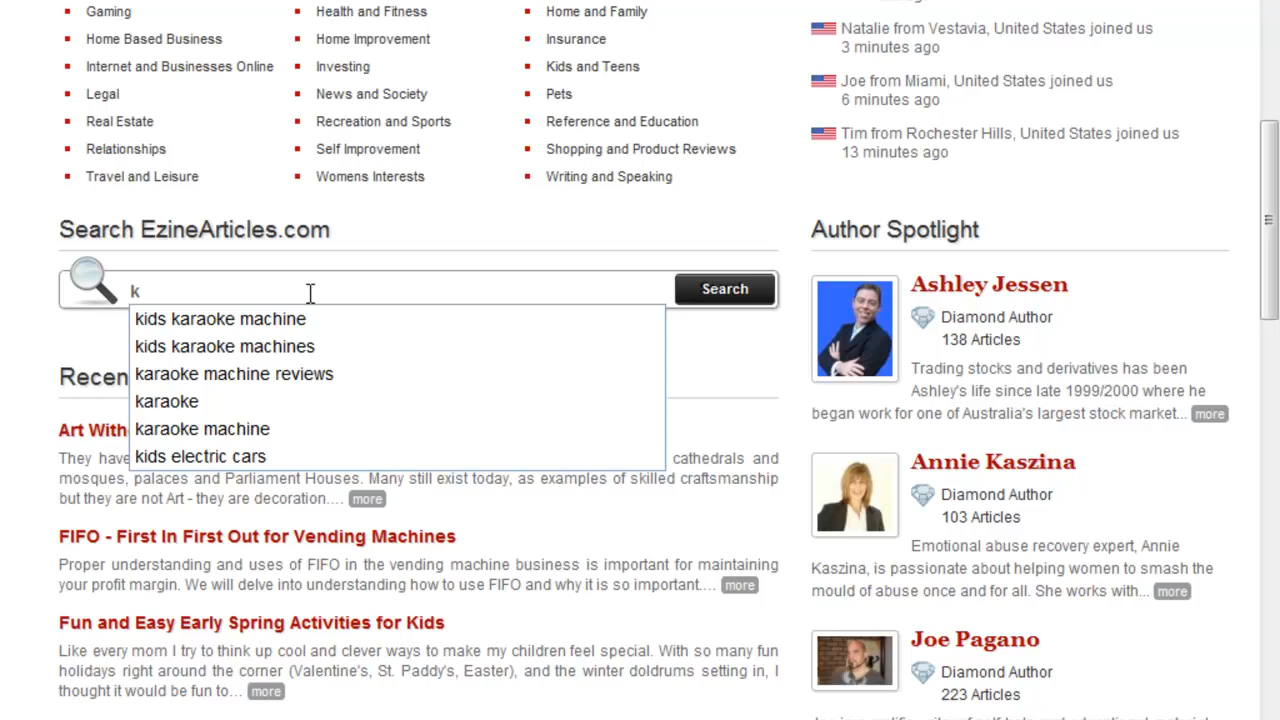 Gaming
Health and Fitness
Home and Family
Home Based Business
Home Improvement
Insurance
Internet and Businesses Online
Investing
Kids and Teens
Legal
News and Society
Pets
Real Estate
Recreation and Sports
Reference and Education
Relationships
Self Improvement
Shopping and Product Reviews
Travel and Leisure
Womens Interests
Writing and Speaking
Natalie from Vestavia, United States joined us
3 minutes ago
Joe from Miami, United States joined us
6 minutes ago
Tim from Rochester Hills, United States joined us
13 minutes ago
Search EzineArticles.com
k
Search
kids karaoke machine
kids karaoke machines
karaoke machine reviews
karaoke
karaoke machine
kids electric cars
Recen
Art With
They have cathedrals and
mosques, palaces and Parliament Houses. Many still exist today, as examples of skilled craftsmanship
but they are not Art - they are decoration.... more
FIFO - First In First Out for Vending Machines
Proper understanding and uses of FIFO in the vending machine business is important for maintaining
your profit margin. We will delve into understanding how to use FIFO and why it is so important.... more
Fun and Easy Early Spring Activities for Kids
Like every mom I try to think up cool and clever ways to make my children feel special. With so many fun
holidays right around the corner (Valentine's, St. Paddy's, Easter), and the winter doldrums setting in, I
thought it would be fun to... more
Author Spotlight
Ashley Jessen
Diamond Author
138 Articles
Trading stocks and derivatives has been
Ashley's life since late 1999/2000 where he
began work for one of Australia's largest stock market... more
Annie Kaszina
Diamond Author
103 Articles
Emotional abuse recovery expert, Annie
Kaszina, is passionate about helping women to smash the
mould of abuse once and for all. She works with... more
Joe Pagano
Diamond Author
223 Articles